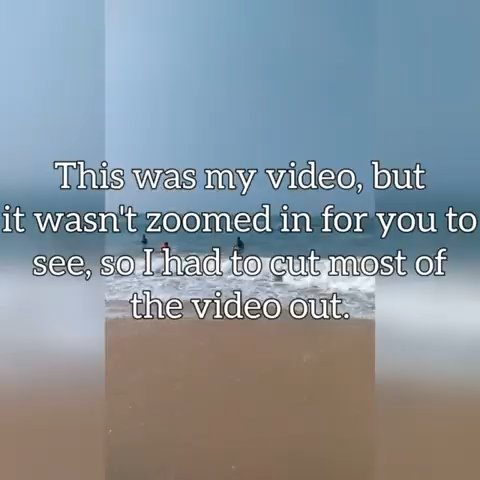 This was my video, but
it wasn't zoomed in for you to
see, so I had to cut most of
the video out.